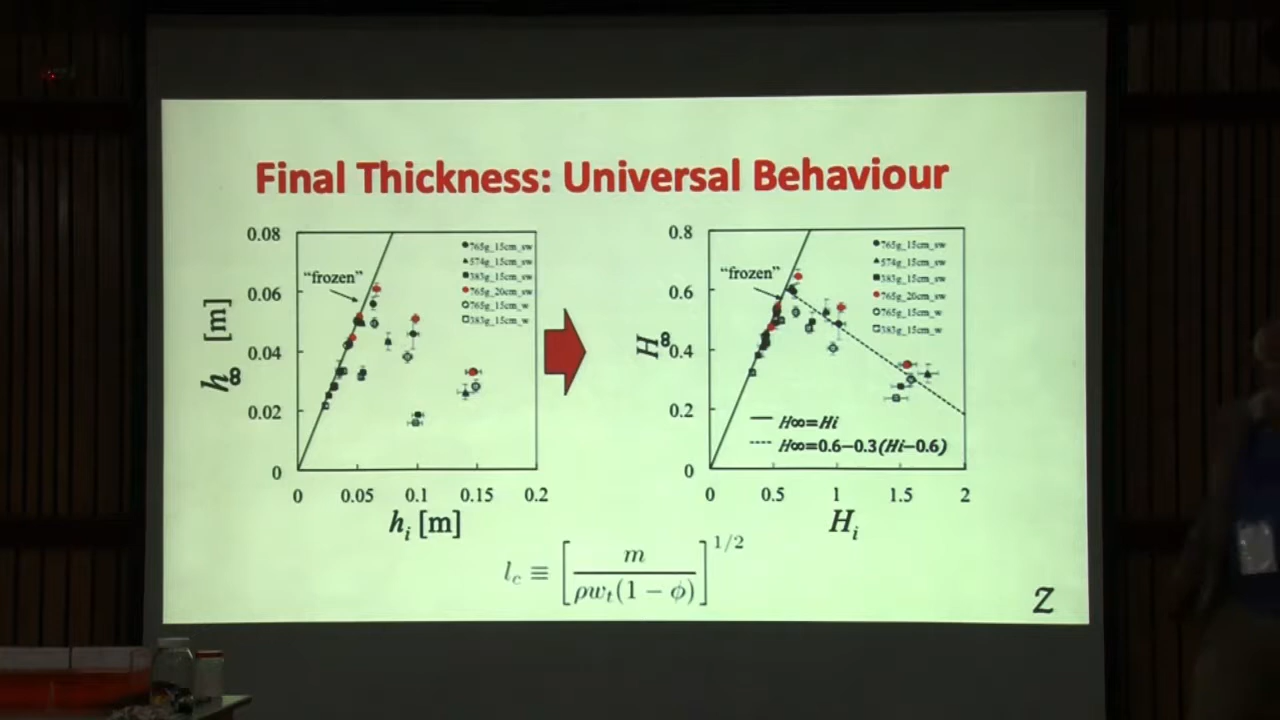 Final Thickness: Universal Behaviour
0.08
0.06
0.04
0.02
0
0 0.05 0.1 0.15 0.2
h∞ [m]
hᵢ [m]
"frozen"
765g_15cm_sw
574g_15cm_sw
383g_15cm_sw
765g_20cm_sw
765g_15cm_w
383g_15cm_w
0.8
0.6
0.4
0.2
0
0 0.5 1 1.5 2
H∞
Hᵢ
"frozen"
765g_15cm_sw
574g_15cm_sw
383g_15cm_sw
765g_20cm_sw
765g_15cm_w
383g_15cm_w
H∞=Hi
H∞=0.6−0.3(Hi−0.6)
l_c ≡ [m / ρwₜ(1 − ϕ)]^1/2
Z